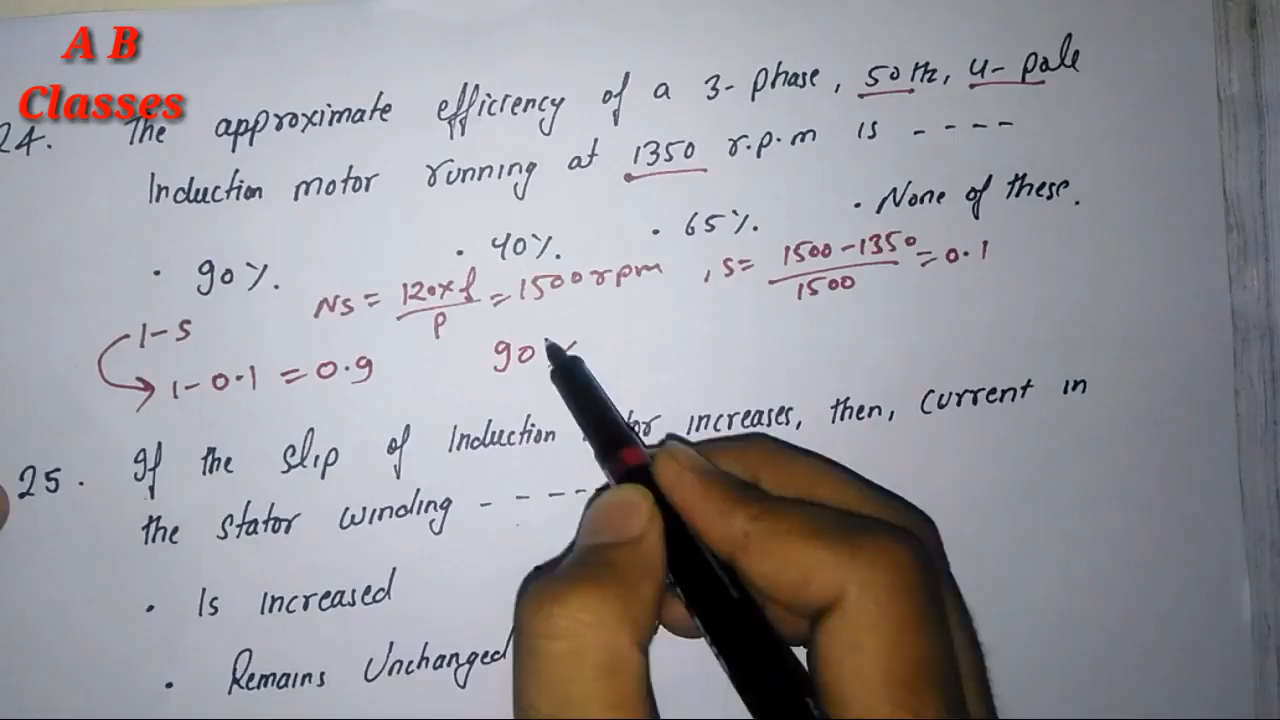 A B
Classes
24. The approximate efficiency of a 3-phase, 50Hz, 4-pole
Induction motor running at 1350 r.p.m is ----
· 90%. · 40%. · 65%. · None of these.
Ns = 120×f/P = 1500rpm , s = 1500-1350/1500 = 0.1
1-s
1-0.1 = 0.9 90%
25. If the slip of Induction increases, then, current in
the stator winding ----
· Is increased
· Remains Unchanged